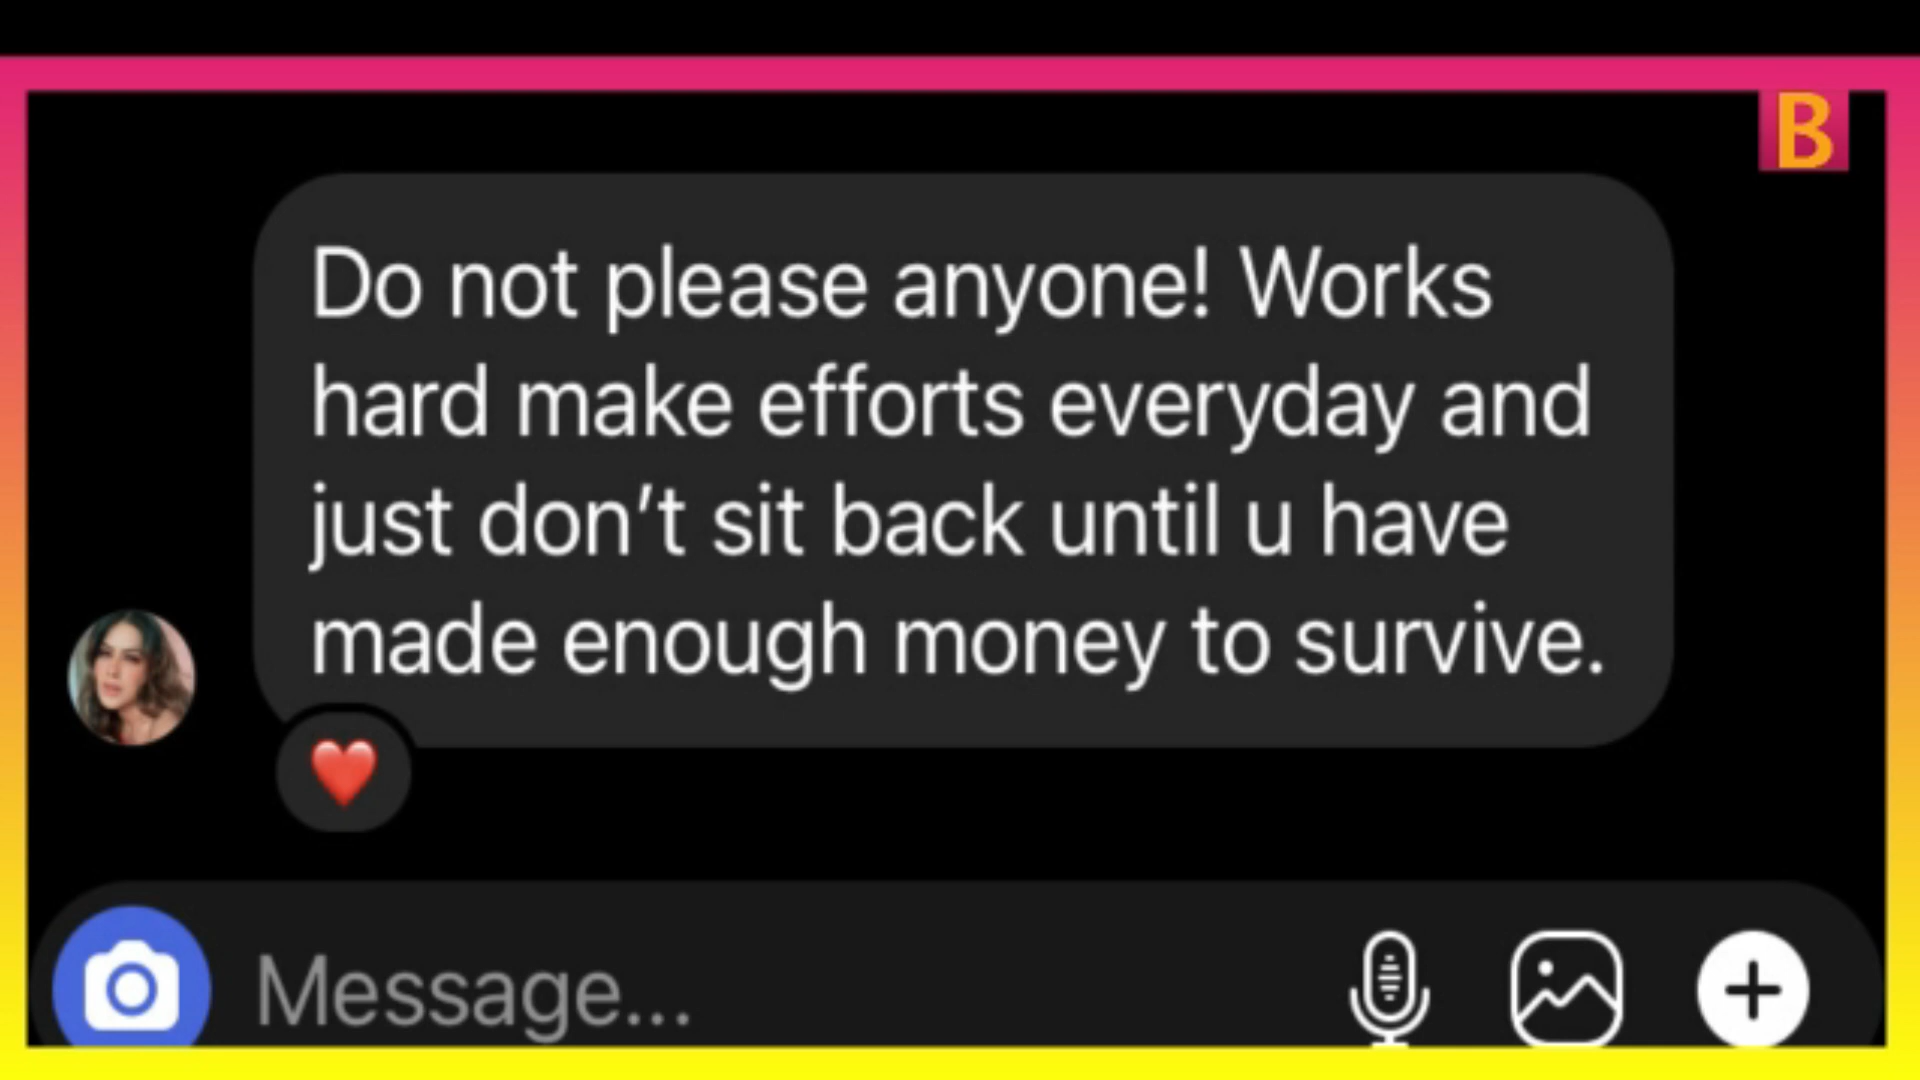 B
Do not please anyone! Works
hard make efforts everyday and
just don’t sit back until u have
made enough money to survive.
Message...